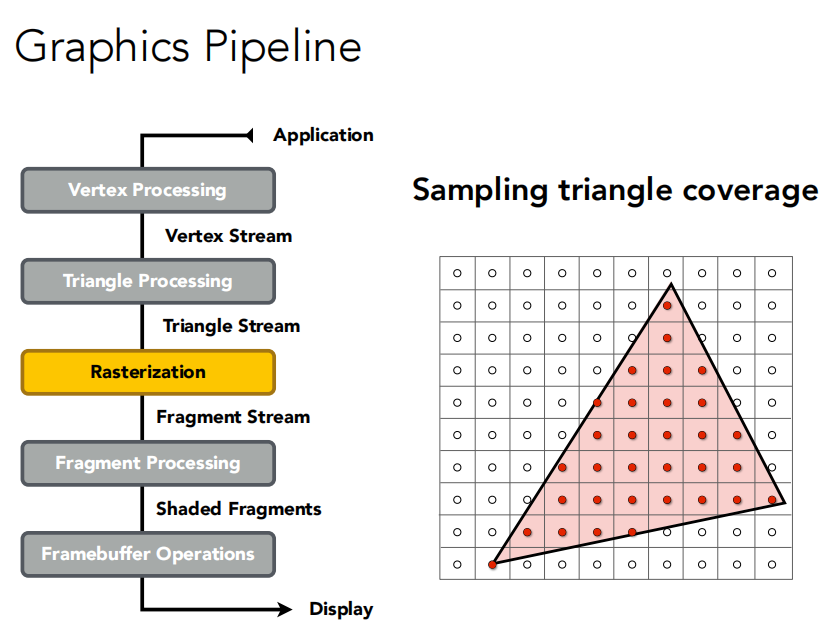 Graphics Pipeline
Application
Vertex Processing
Vertex Stream
Triangle Processing
Triangle Stream
Rasterization
Fragment Stream
Fragment Processing
Shaded Fragments
Framebuffer Operations
Display
Sampling triangle coverage